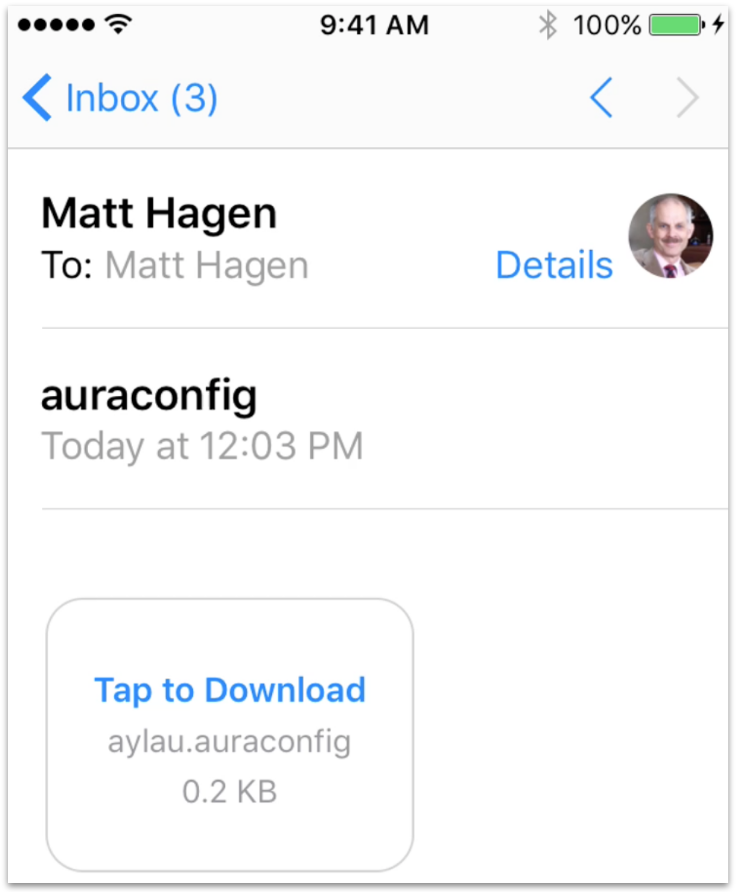 9:41 AM 100%
Inbox (3)
Matt Hagen
To: Matt Hagen Details
auraconfig
Today at 12:03 PM
Tap to Download
aylau.auraconfig
0.2 KB